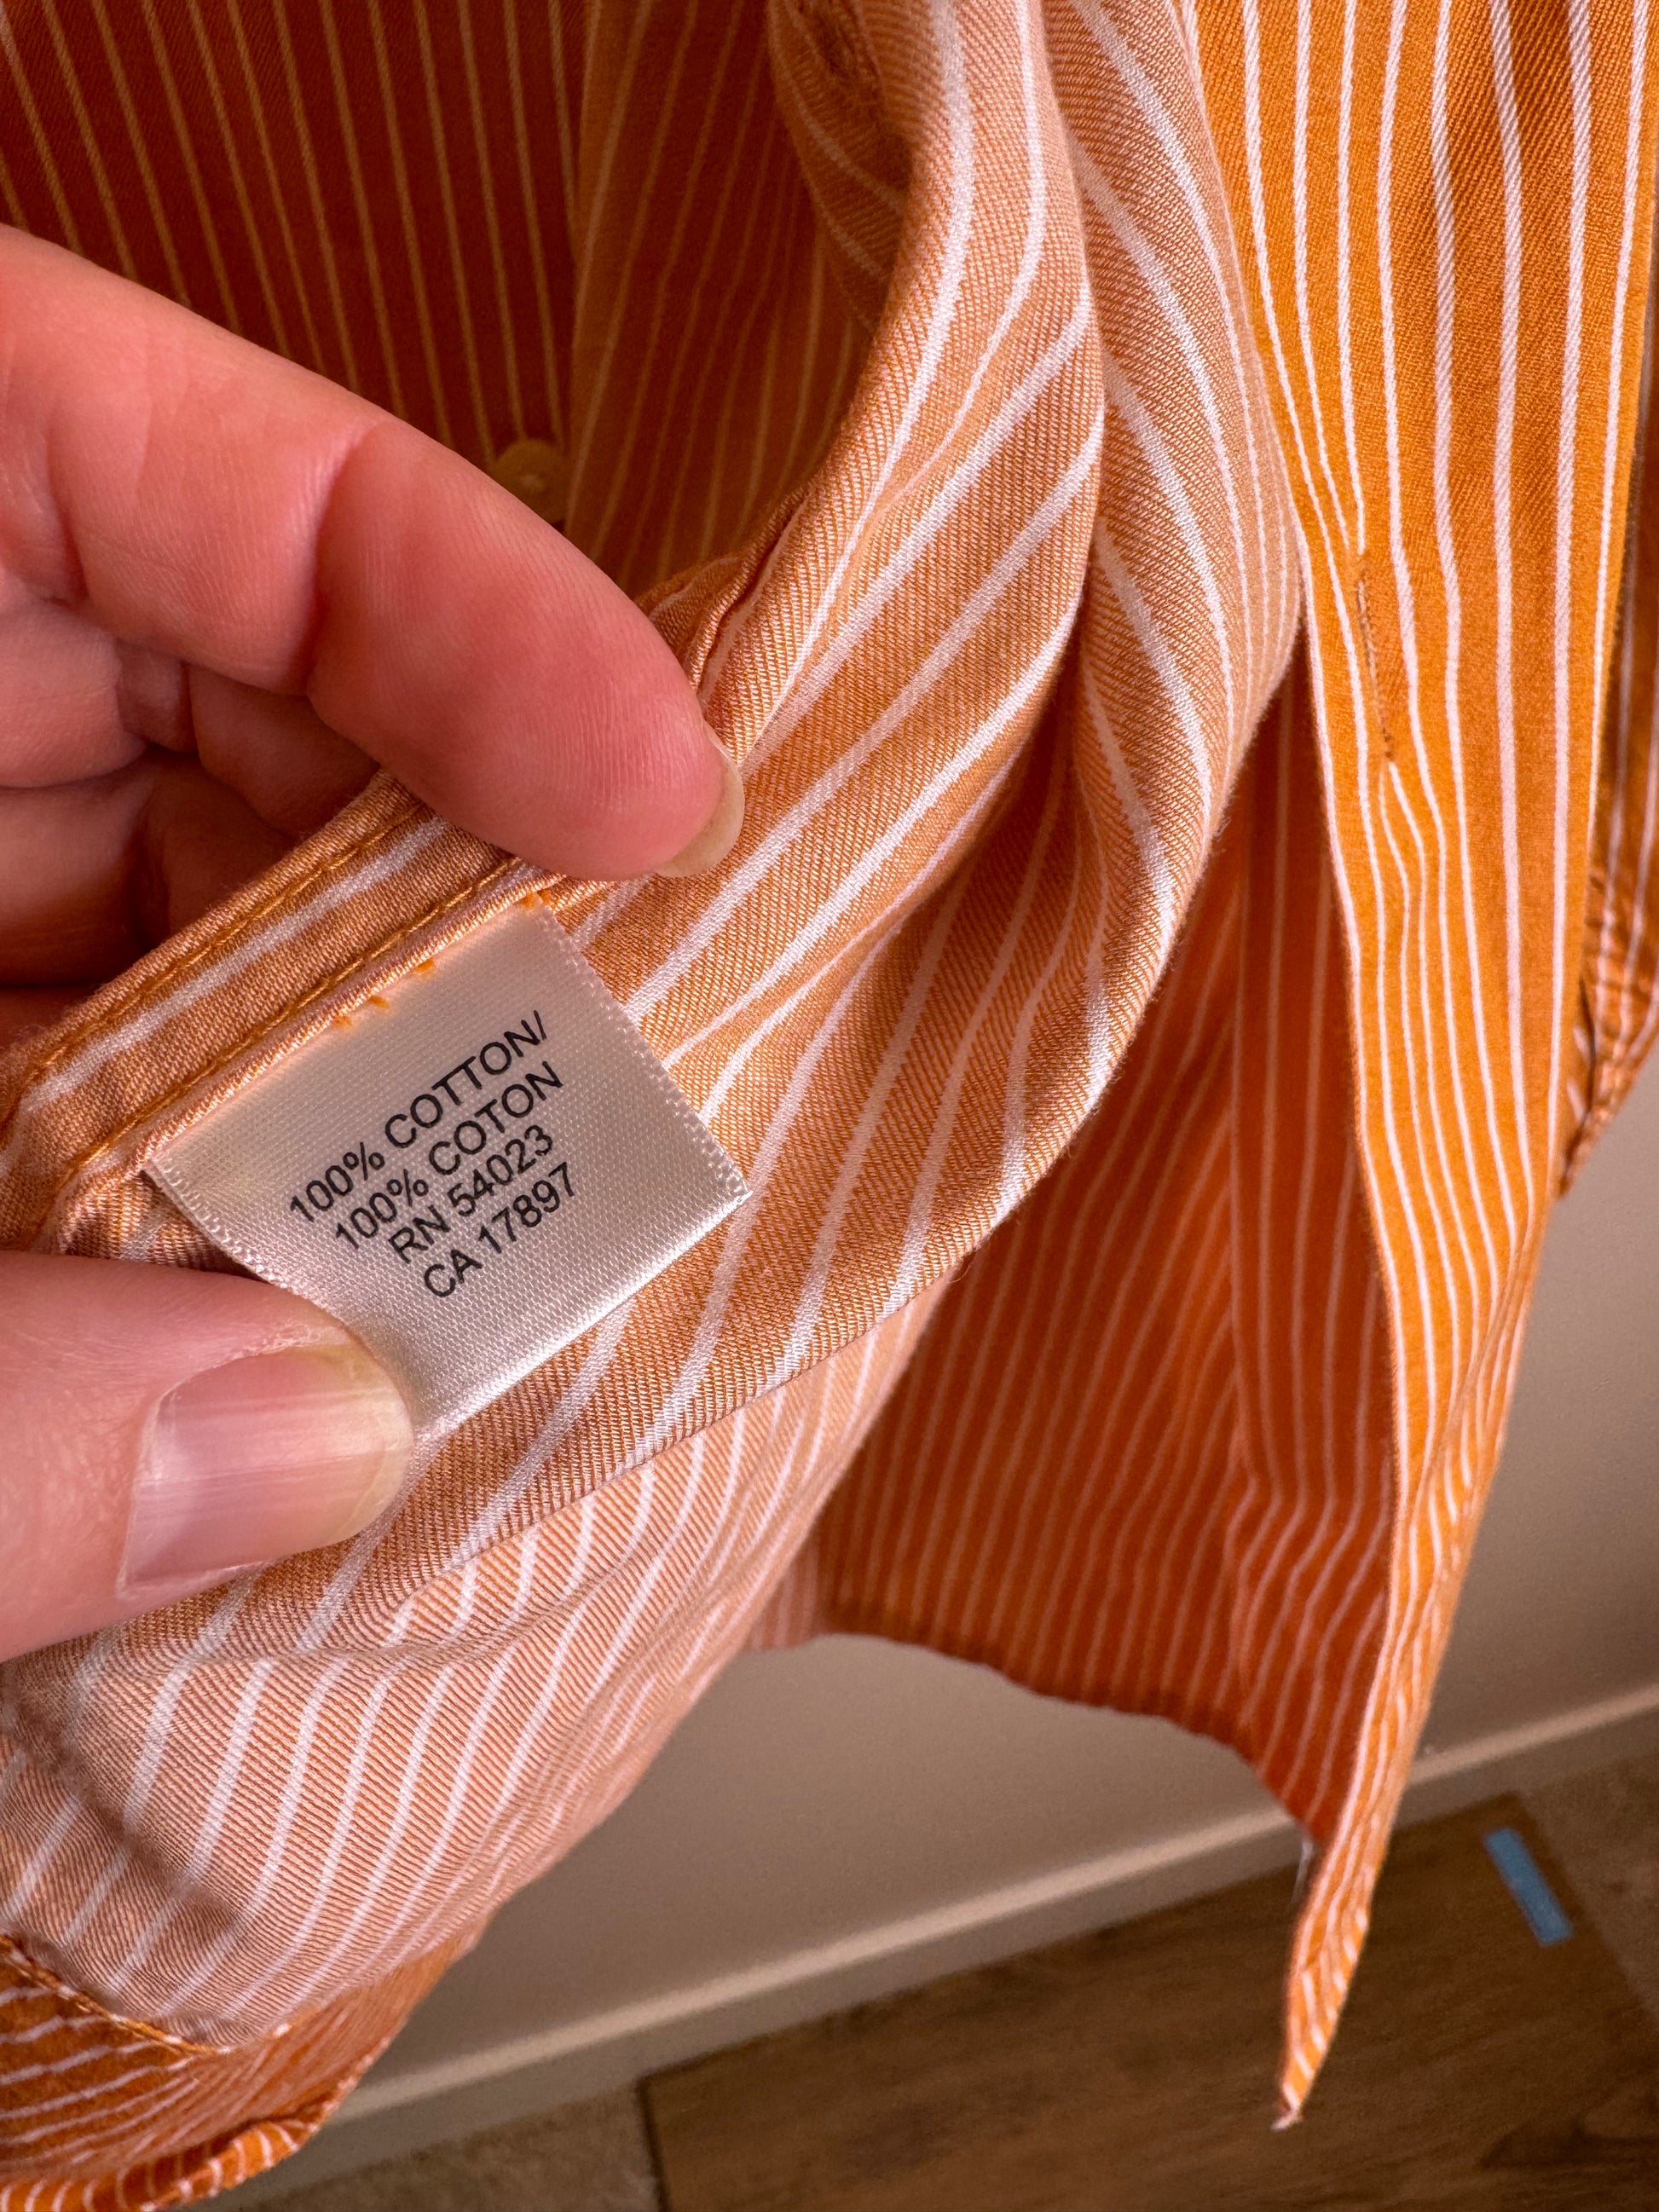 100% COTTON/
100% COTON
RN 54023
CA 17897